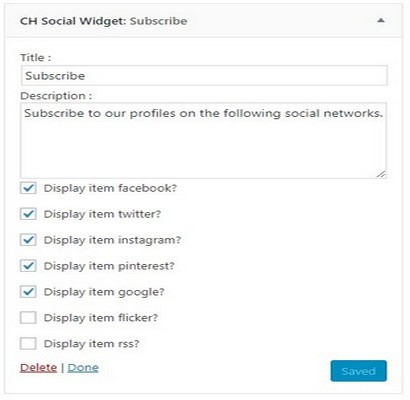 CH Social Widget: Subscribe
Title :
Subscribe
Description :
Subscribe to our profiles on the following social networks.
Display item facebook?
Display item twitter?
Display item instagram?
Display item pinterest?
Display item google?
Display item flicker?
Display item rss?
Delete | Done Saved